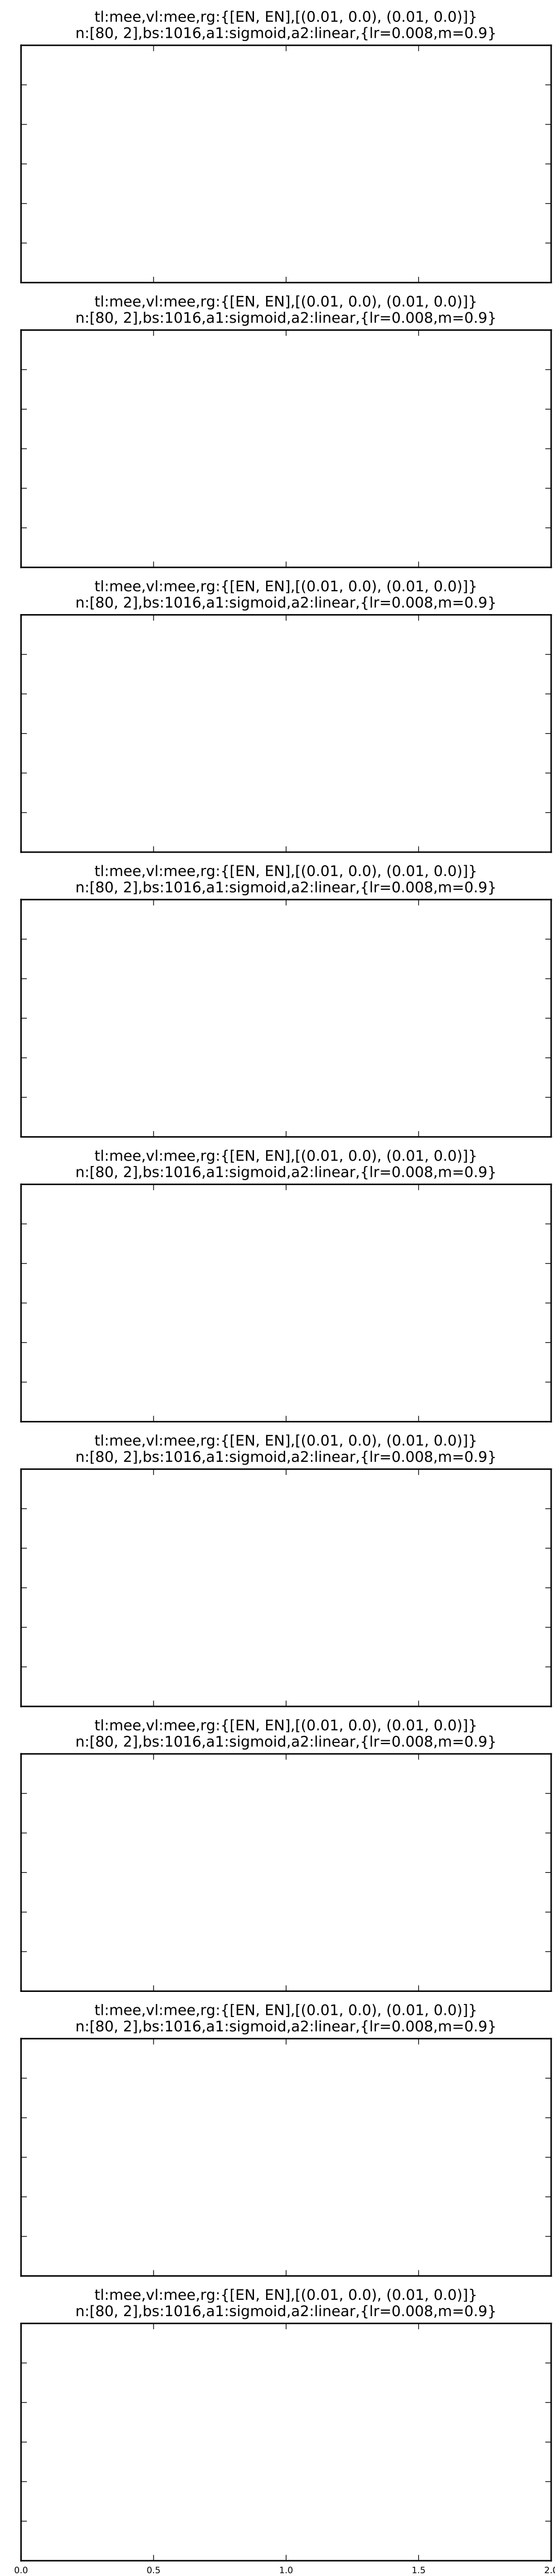 tl:mee,vl:mee,rg:{[EN, EN],[(0.01, 0.0), (0.01, 0.0)]}
n:[80, 2],bs:1016,a1:sigmoid,a2:linear,{lr=0.008,m=0.9}
tl:mee,vl:mee,rg:{[EN, EN],[(0.01, 0.0), (0.01, 0.0)]}
n:[80, 2],bs:1016,a1:sigmoid,a2:linear,{lr=0.008,m=0.9}
tl:mee,vl:mee,rg:{[EN, EN],[(0.01, 0.0), (0.01, 0.0)]}
n:[80, 2],bs:1016,a1:sigmoid,a2:linear,{lr=0.008,m=0.9}
tl:mee,vl:mee,rg:{[EN, EN],[(0.01, 0.0), (0.01, 0.0)]}
n:[80, 2],bs:1016,a1:sigmoid,a2:linear,{lr=0.008,m=0.9}
tl:mee,vl:mee,rg:{[EN, EN],[(0.01, 0.0), (0.01, 0.0)]}
n:[80, 2],bs:1016,a1:sigmoid,a2:linear,{lr=0.008,m=0.9}
tl:mee,vl:mee,rg:{[EN, EN],[(0.01, 0.0), (0.01, 0.0)]}
n:[80, 2],bs:1016,a1:sigmoid,a2:linear,{lr=0.008,m=0.9}
tl:mee,vl:mee,rg:{[EN, EN],[(0.01, 0.0), (0.01, 0.0)]}
n:[80, 2],bs:1016,a1:sigmoid,a2:linear,{lr=0.008,m=0.9}
tl:mee,vl:mee,rg:{[EN, EN],[(0.01, 0.0), (0.01, 0.0)]}
n:[80, 2],bs:1016,a1:sigmoid,a2:linear,{lr=0.008,m=0.9}
tl:mee,vl:mee,rg:{[EN, EN],[(0.01, 0.0), (0.01, 0.0)]}
n:[80, 2],bs:1016,a1:sigmoid,a2:linear,{lr=0.008,m=0.9}
0.0 0.5 1.0 1.5 2.0